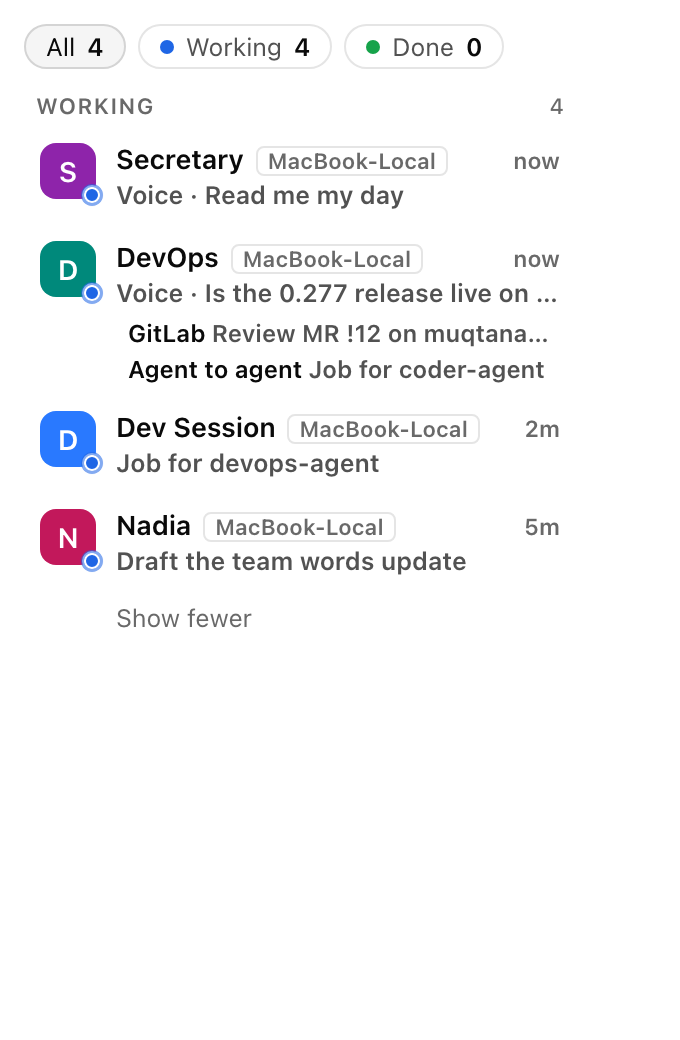 All 4 Working 4 Done 0
WORKING 4
S Secretary MacBook-Local now
Voice · Read me my day
D DevOps MacBook-Local now
Voice · Is the 0.277 release live on ...
GitLab Review MR !12 on muqtana...
Agent to agent Job for coder-agent
D Dev Session MacBook-Local 2m
Job for devops-agent
N Nadia MacBook-Local 5m
Draft the team words update
Show fewer